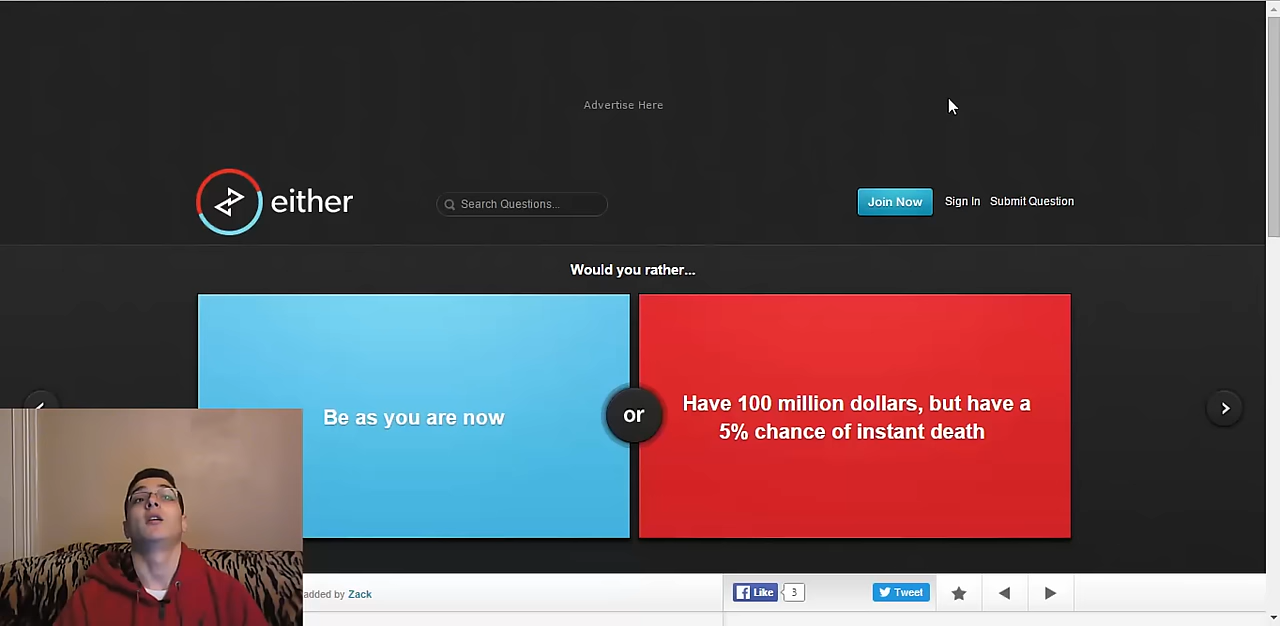 Advertise Here
either
Search Questions...
Join Now
Sign In
Submit Question
Would you rather...
Be as you are now
or
Have 100 million dollars, but have a
5% chance of instant death
added by Zack
Like
3
Tweet